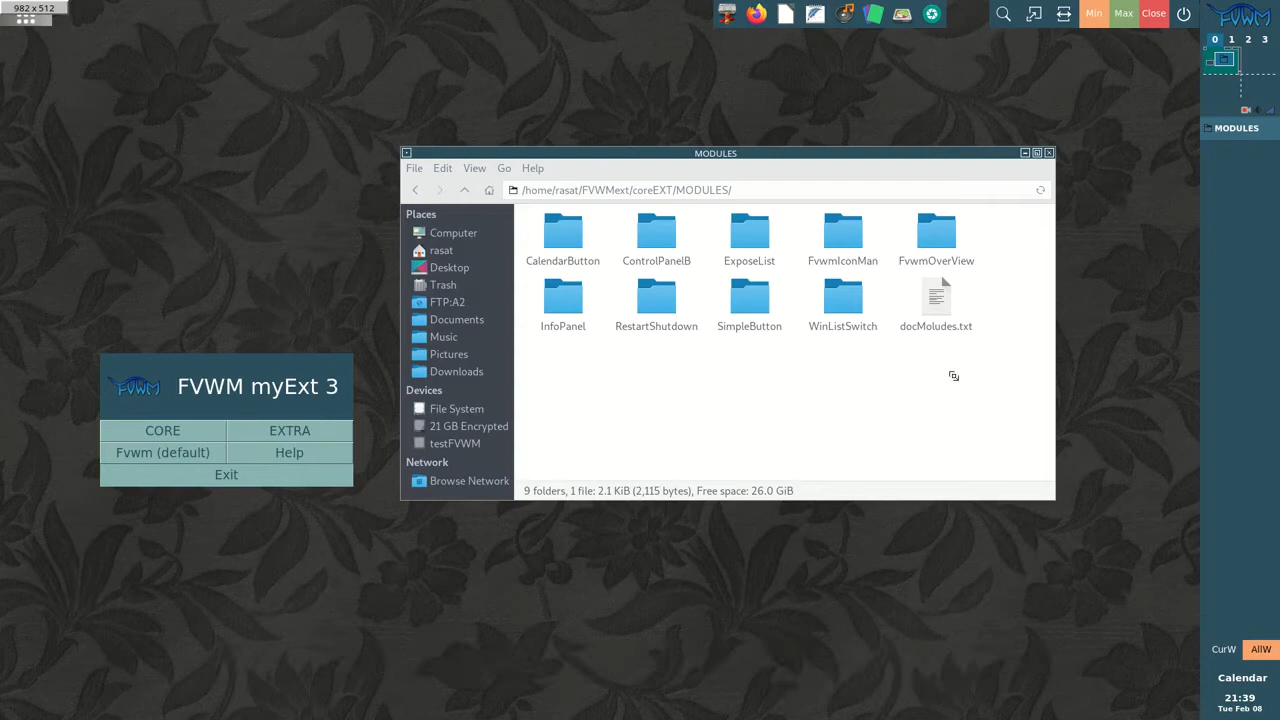 982 x 512
Min Max Close
FVWM
0 1 2 3
MODULES
MODULES
File Edit View Go Help
/home/rasat/FVWMext/coreEXT/MODULES/
Places
Computer
rasat
Desktop
Trash
FTP:A2
Documents
Music
Pictures
Downloads
Devices
File System
21 GB Encrypted
testFVWM
Network
Browse Network
CalendarButton ControlPanelB ExposeList FvwmIconMan FvwmOverView
InfoPanel RestartShutdown SimpleButton WinListSwitch docMoludes.txt
9 folders, 1 file: 2.1 KiB (2,115 bytes), Free space: 26.0 GiB
FVWM FVWM myExt 3
CORE EXTRA
Fvwm (default) Help
Exit
CurW AllW
Calendar
21:39
Tue Feb 08